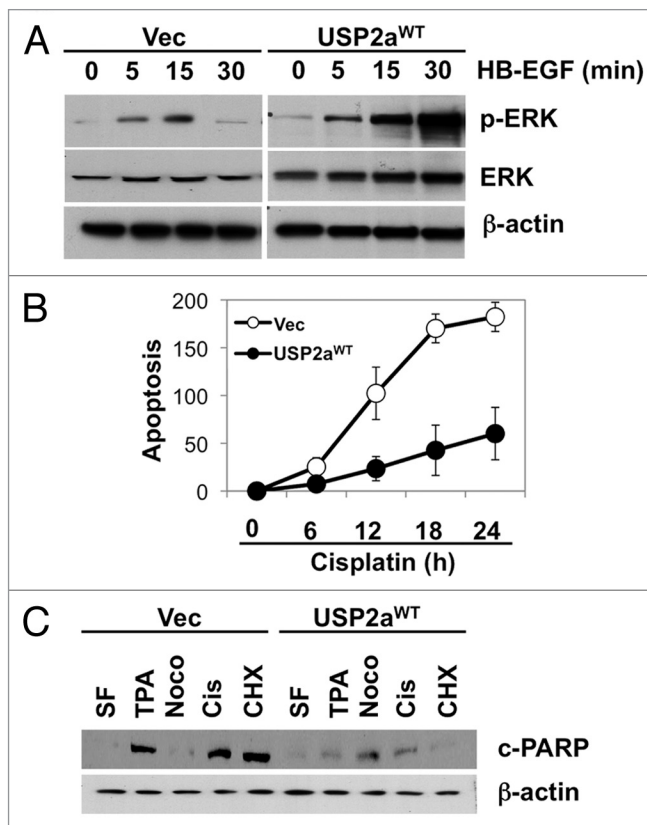 A
Vec USP2aWT
0 5 15 30 0 5 15 30 HB-EGF (min)
p-ERK
ERK
β-actin
B
200
150
100
50
0
Apoptosis
Vec
USP2aWT
0 6 12 18 24
Cisplatin (h)
C
Vec USP2aWT
SF TPA Noco Cis CHX SF TPA Noco Cis CHX
c-PARP
β-actin